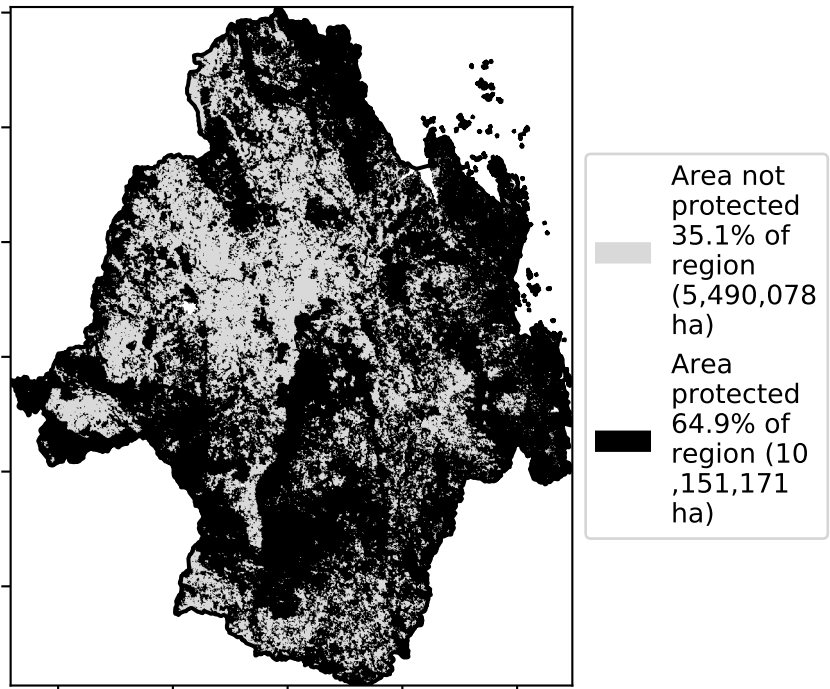 Area not
protected
35.1% of
region
(5,490,078
ha)
Area
protected
64.9% of
region (10
,151,171
ha)